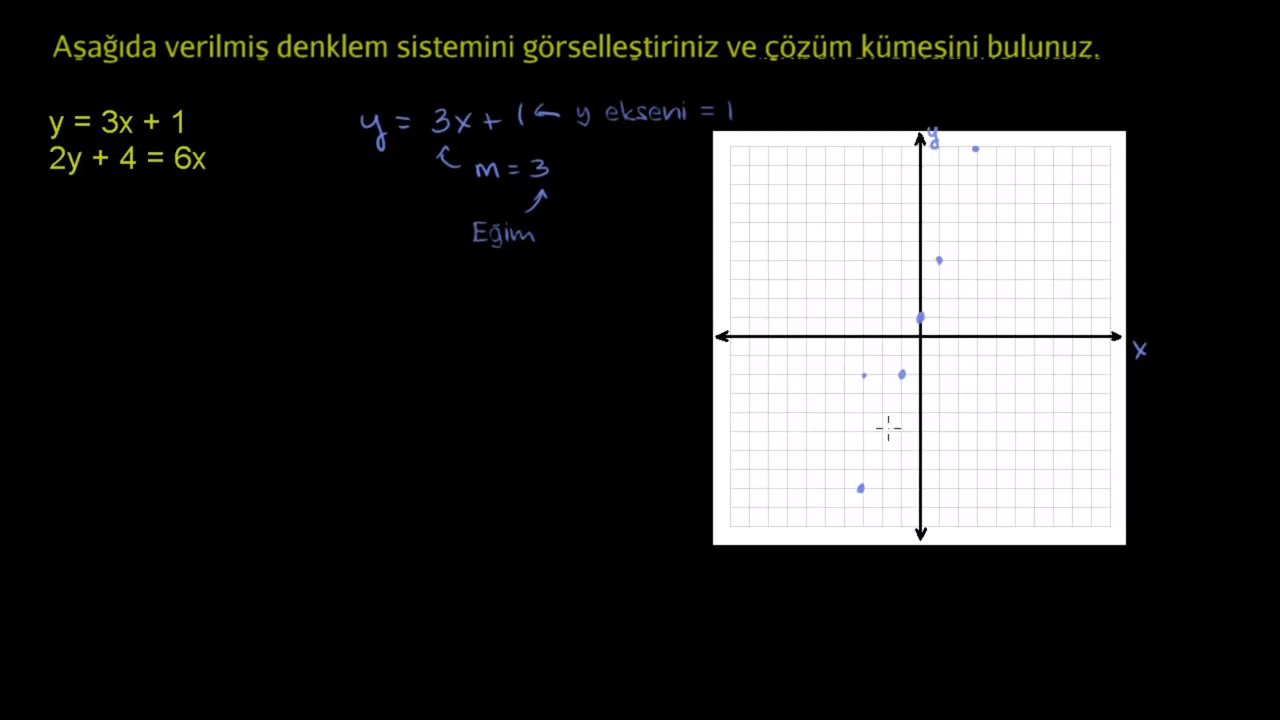 Aşağıda verilmiş denklem sistemini görselleştiriniz ve çözüm kümesini bulunuz.
y = 3x + 1
2y + 4 = 6x
y = 3x + 1 ← y ekseni = 1
m = 3
Eğim
y
x